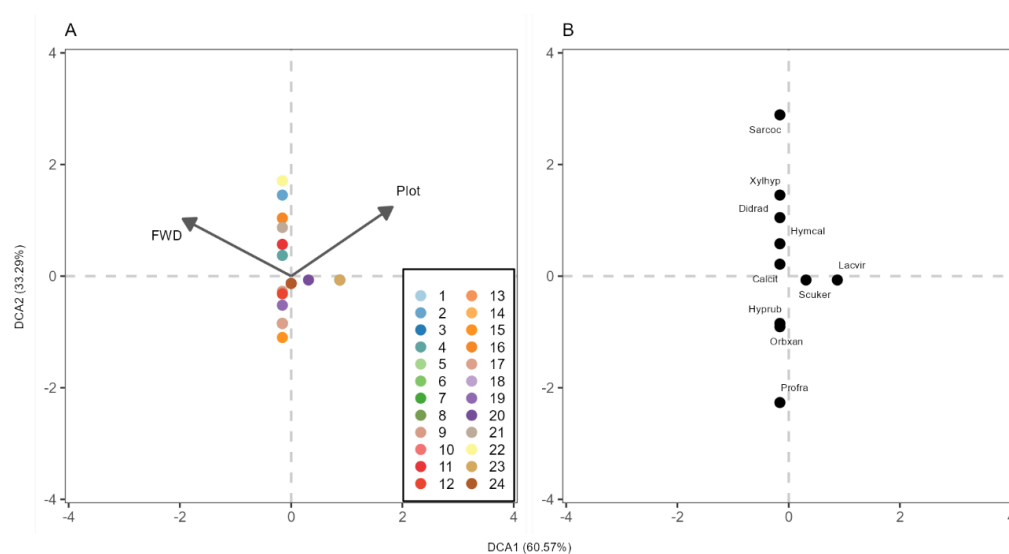 A
B
4
2
0
-2
-4
-4
-2
0
2
4
DCA2 (33.29%)
FWD
Plot
1
2
3
4
5
6
7
8
9
10
11
12
13
14
15
16
17
18
19
20
21
22
23
24
4
2
0
-2
-4
-4
-2
0
2
4
Sarcoc
Xylhyp
Didrad
Hymcal
Calcit
Lacvir
Scuker
Hyprub
Orbxan
Profra
DCA1 (60.57%)